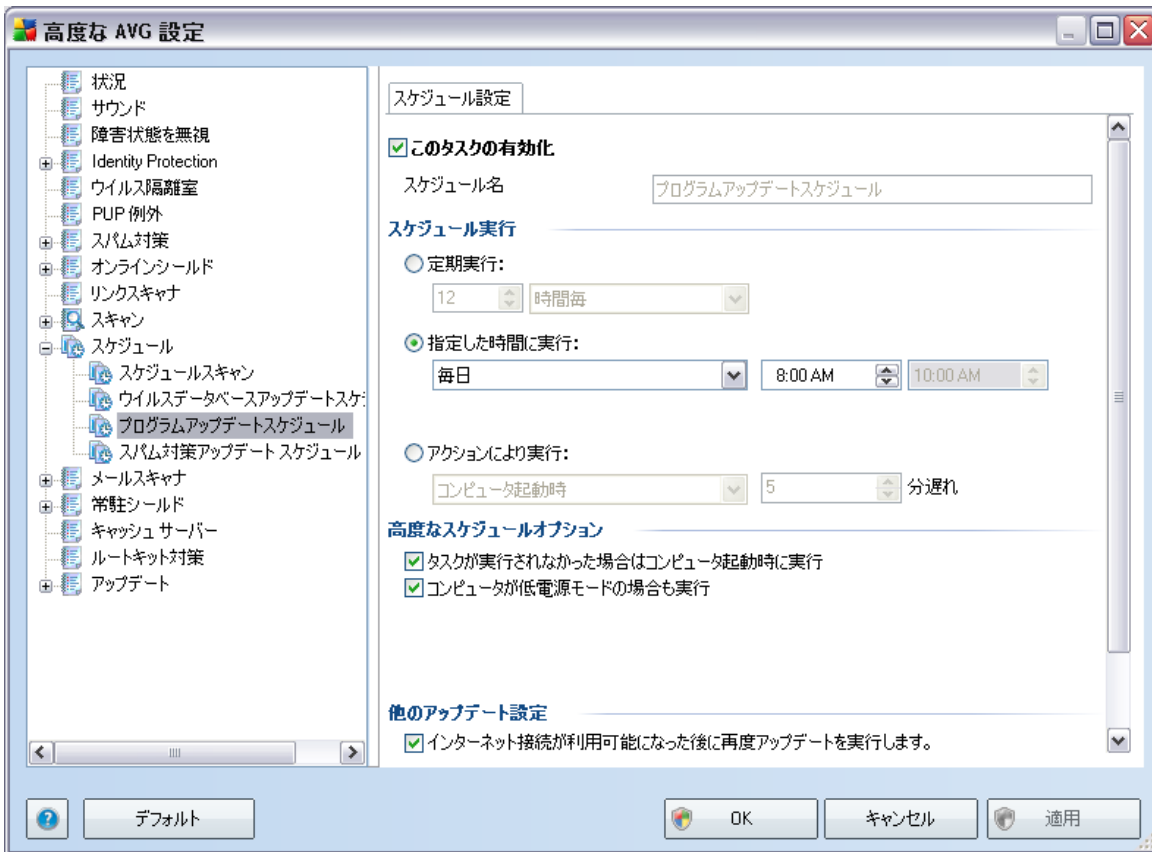 高度な AVG 設定
状況
サウンド
障害状態を無視
Identity Protection
ウイルス隔離室
PUP 例外
スパム対策
オンラインシールド
リンクスキャナ
スキャン
スケジュール
スケジュールスキャン
ウイルスデータベースアップデートスケ
プログラムアップデートスケジュール
スパム対策アップデート スケジュール
メールスキャナ
常駐シールド
キャッシュ サーバー
ルートキット対策
アップデート
スケジュール設定
このタスクの有効化
スケジュール名 プログラムアップデートスケジュール
スケジュール実行
定期実行:
12 時間毎
指定した時間に実行:
毎日 8:00 AM 10:00 AM
アクションにより実行:
コンピュータ起動時 5 分遅れ
高度なスケジュールオプション
タスクが実行されなかった場合はコンピュータ起動時に実行
コンピュータが低電源モードの場合も実行
他のアップデート設定
インターネット接続が利用可能になった後に再度アップデートを実行します。
デフォルト OK キャンセル 適用